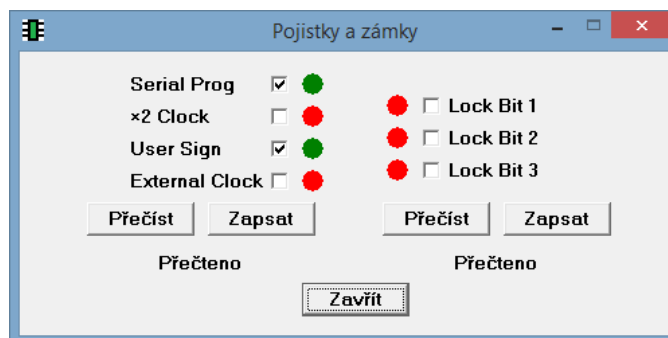 Pojistky a zámky
Serial Prog
×2 Clock
User Sign
External Clock
Přečíst Zapsat
Přečteno
Lock Bit 1
Lock Bit 2
Lock Bit 3
Přečíst Zapsat
Přečteno
Zavřít